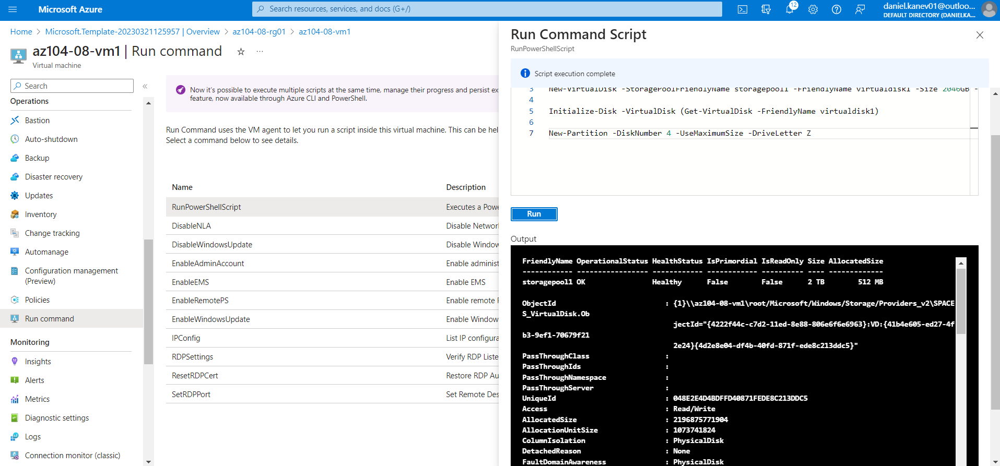 Microsoft Azure
Search resources, services, and docs (G+/)
12
daniel.kanev01@outloo...
DEFAULT DIRECTORY (DANIELKA...
Home > Microsoft.Template-20230321125957 | Overview > az104-08-rg01 > az104-08-vm1
az104-08-vm1 | Run command
...
Virtual machine
Search
Operations
Bastion
Auto-shutdown
Backup
Disaster recovery
Updates
Inventory
Change tracking
Automanage
Configuration management
(Preview)
Policies
Run command
Monitoring
Insights
Alerts
Metrics
Diagnostic settings
Logs
Connection monitor (classic)
Now it's possible to execute multiple scripts at the same time, manage their progress and persist ex
feature, now available through Azure CLI and PowerShell.
Run Command uses the VM agent to let you run a script inside this virtual machine. This can be hel
Select a command below to see details.
Name Description
RunPowerShellScript Executes a Powe
DisableNLA Disable Networ
DisableWindowsUpdate Disable Window
EnableAdminAccount Enable administ
EnableEMS Enable EMS
EnableRemotePS Enable remote
EnableWindowsUpdate Enable Window
IPConfig List IP configura
RDPSettings Verify RDP Liste
ResetRDPCert Restore RDP Au
SetRDPPort Set Remote Des
Run Command Script
RunPowerShellScript
Script execution complete
3 New-VirtualDisk -StoragePoolFriendlyName storagepool1 -FriendlyName virtualdisk1 -Size 2046GB -
4
5 Initialize-Disk -VirtualDisk (Get-VirtualDisk -FriendlyName virtualdisk1)
6
7 New-Partition -DiskNumber 4 -UseMaximumSize -DriveLetter Z
Run
Output
FriendlyName OperationalStatus HealthStatus IsPrimordial IsReadOnly Size AllocatedSize
------------ ----------------- ------------ ------------ ---------- ---- -------------
storagepool1 OK Healthy False False 2 TB 512 MB
ObjectId : {1}\\az104-08-vm1\root/Microsoft/Windows/Storage/Providers_v2\SPACE
S_VirtualDisk.Ob
jectId="{4222f44c-c7d2-11ed-8e88-806e6f6e6963}:VD:{41b4e605-ed27-4f
b3-9ef1-70679f21
2e24}{4d2e8e04-df4b-40fd-871f-ede8c213ddc5}"
PassThroughClass :
PassThroughIds :
PassThroughNamespace :
PassThroughServer :
UniqueId : 048E2E4D4BDFFD40871FEDE8C213DDC5
Access : Read/Write
AllocatedSize : 2196875771904
AllocationUnitSize : 1073741824
ColumnIsolation : PhysicalDisk
DetachedReason : None
FaultDomainAwareness : PhysicalDisk